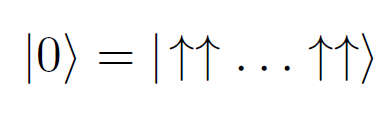 |0⟩ = |↑↑ … ↑↑⟩